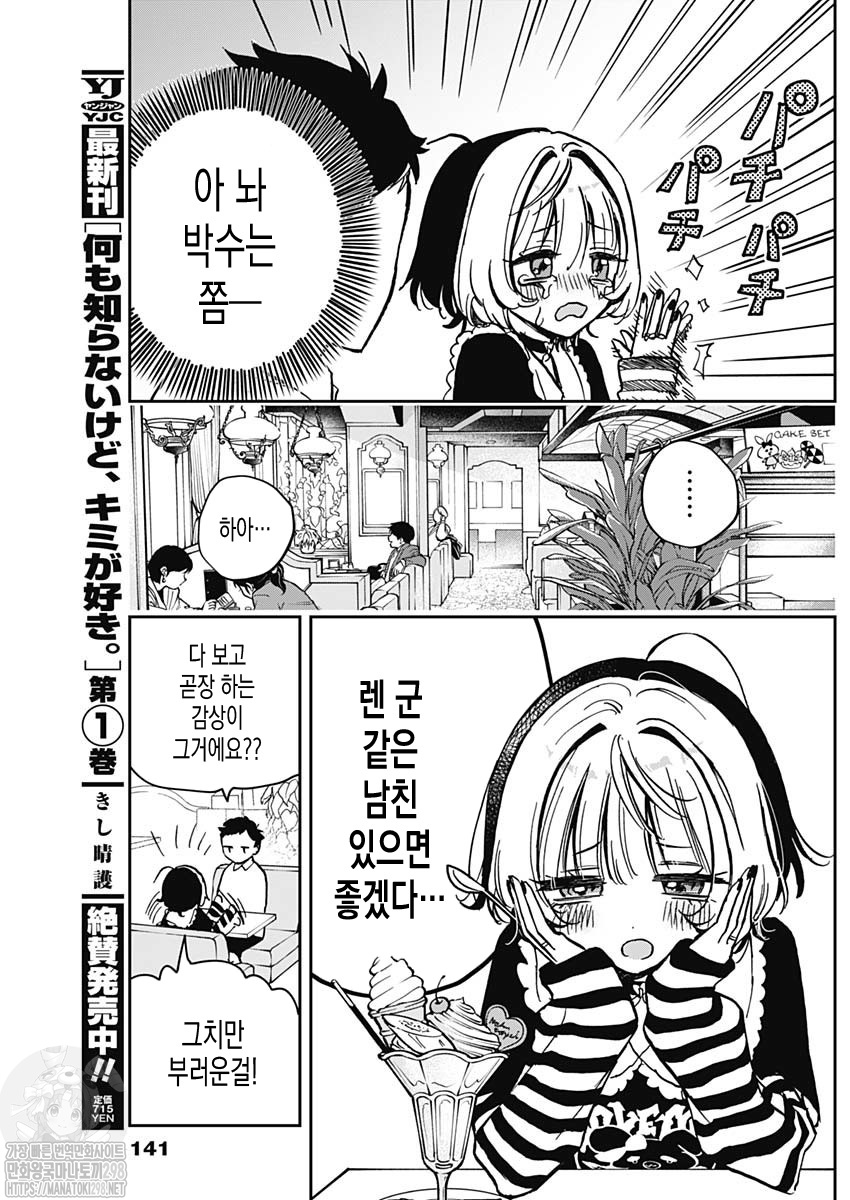 パチパチ
パチ
パチ
아 놔
박수는
쫌—
CAKE SET
……
하아…
렌 군
같은
남친
있으면
좋겠다…
다 보고
곧장 하는
감상이
그거에요??
그치만
부러운걸!
YJ
ヤンジャン
YJC
最新刊
[何も知らないけど、キミが好き。]
第①巻
きし晴護
絶賛発売中!!
定価
715
YEN
141
가장 빠른 번역만화사이트
만화왕국마나토끼298
HTTPS://MANATOKI298.NET